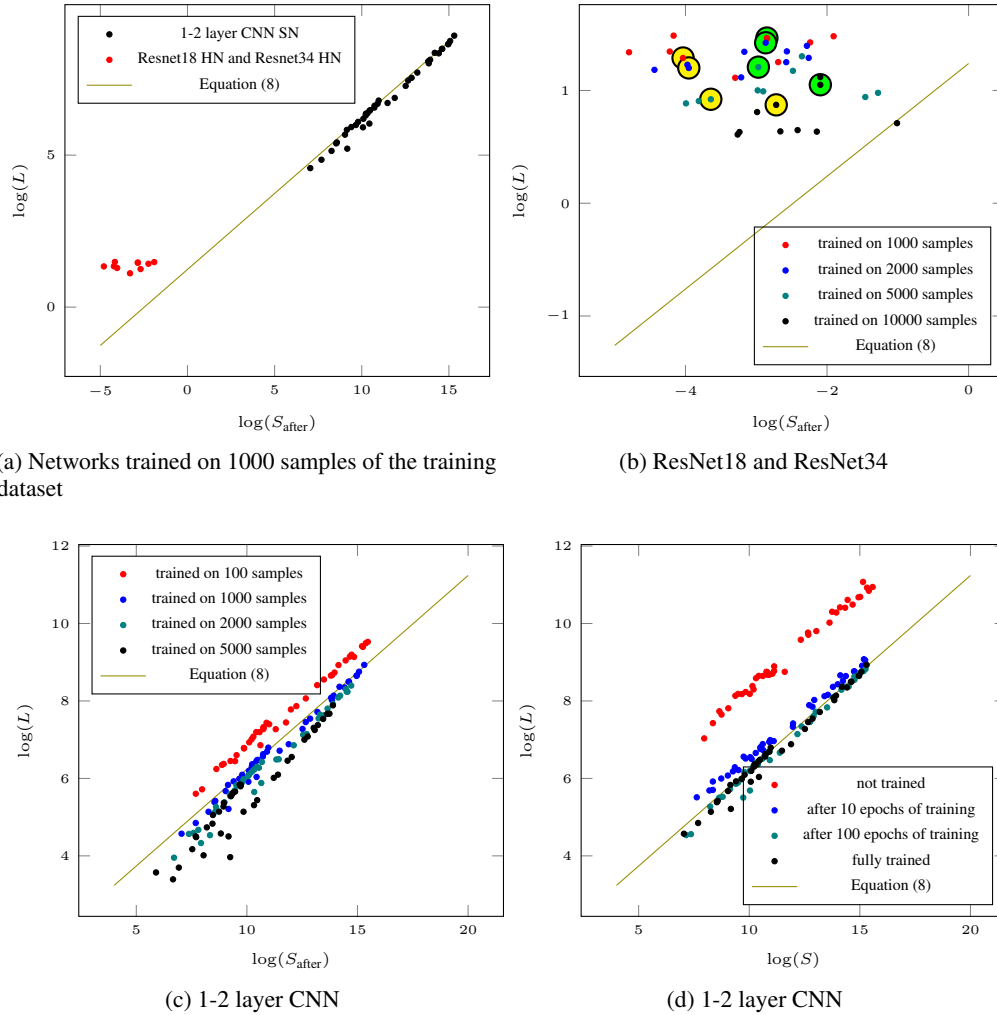 1-2 layer CNN SN
Resnet18 HN and Resnet34 HN
Equation (8)
5
0
log(L)
−5 0 5 10 15
log(S_after)
(a) Networks trained on 1000 samples of the training
dataset
1
0
−1
log(L)
trained on 1000 samples
trained on 2000 samples
trained on 5000 samples
trained on 10000 samples
Equation (8)
−4 −2 0
log(S_after)
(b) ResNet18 and ResNet34
12
10
8
6
4
log(L)
trained on 100 samples
trained on 1000 samples
trained on 2000 samples
trained on 5000 samples
Equation (8)
5 10 15 20
log(S_after)
(c) 1-2 layer CNN
12
10
8
6
4
log(L)
not trained
after 10 epochs of training
after 100 epochs of training
fully trained
Equation (8)
5 10 15 20
log(S)
(d) 1-2 layer CNN